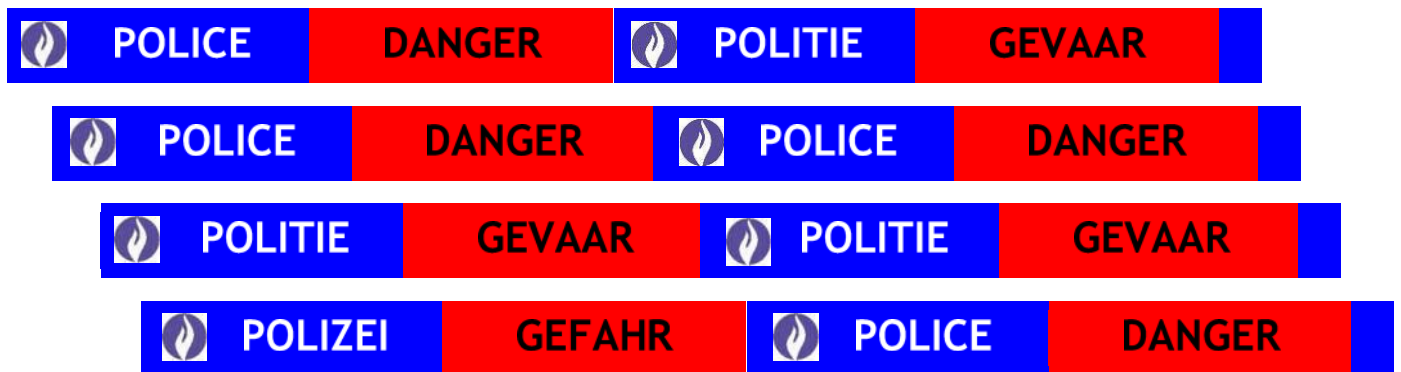 POLICE DANGER POLITIE GEVAAR
POLICE DANGER POLICE DANGER
POLITIE GEVAAR POLITIE GEVAAR
POLIZEI GEFAHR POLICE DANGER